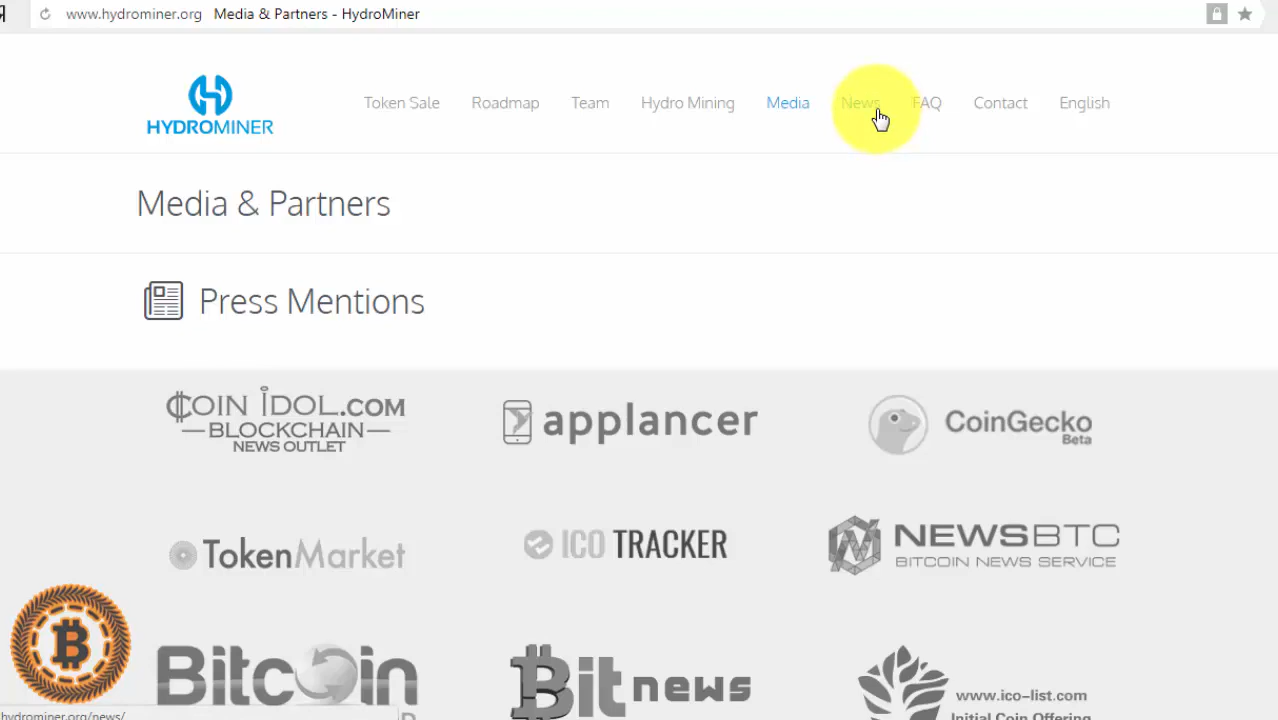 www.hydrominer.org Media & Partners - HydroMiner
HYDROMINER
Token Sale Roadmap Team Hydro Mining Media News FAQ Contact English
Media & Partners
Press Mentions
COIN IDOL.COM
BLOCKCHAIN
NEWS OUTLET
applancer
CoinGecko
Beta
TokenMarket
ICO TRACKER
NEWSBTC
BITCOIN NEWS SERVICE
Bitcoin
Bit news
www.ico-list.com
Initial Coin Offering
hydrominer.org/news/